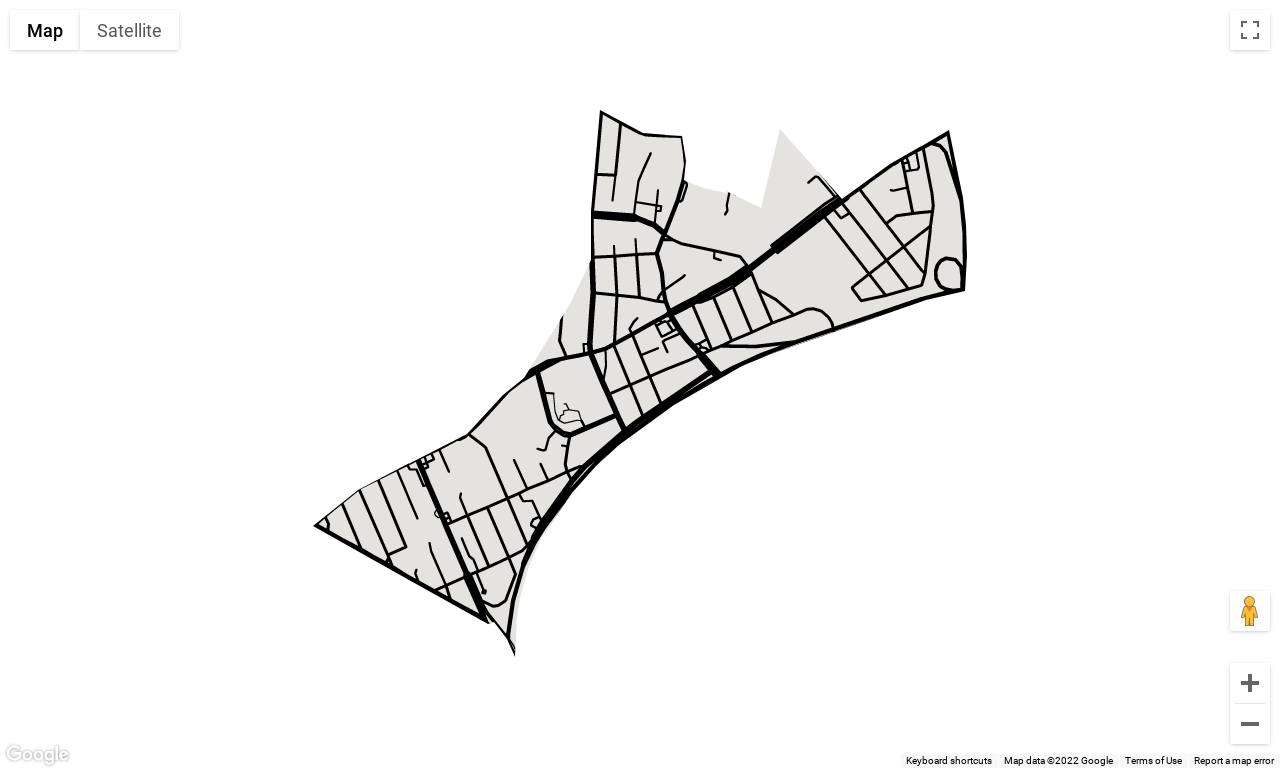 Map Satellite
Google
Keyboard shortcuts Map data ©2022 Google Terms of Use Report a map error